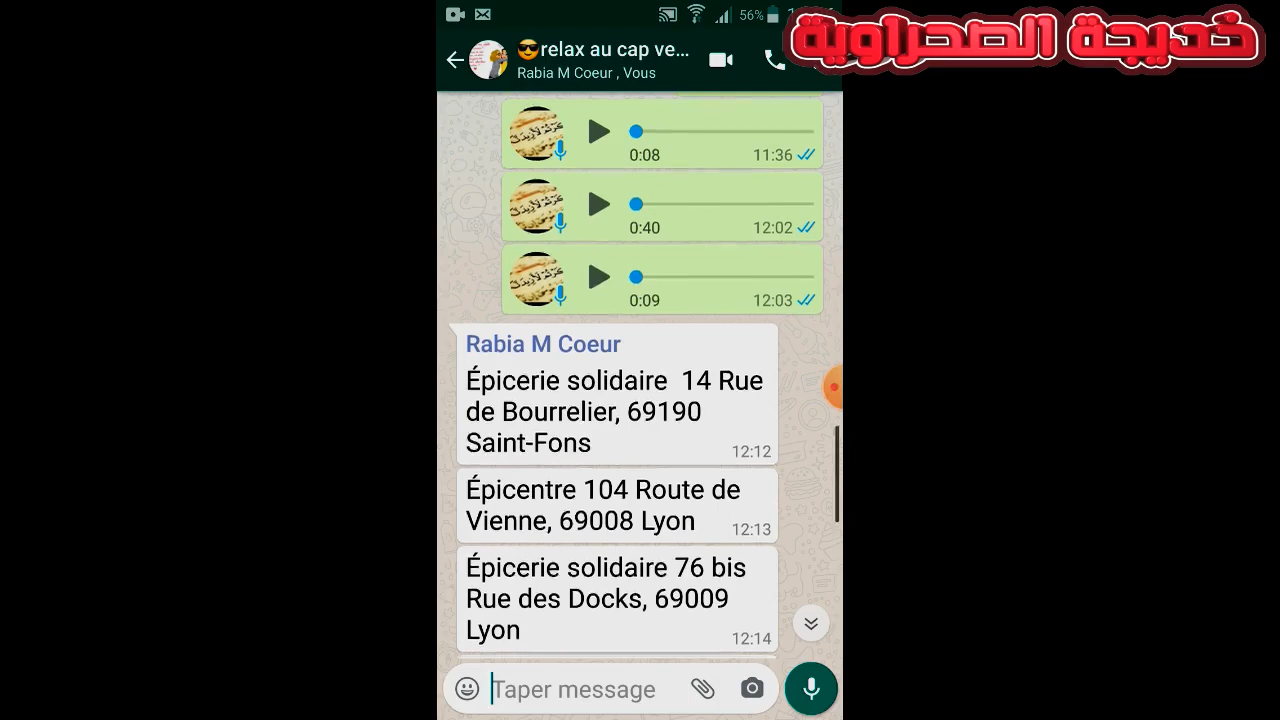 56%
خديجة الصحراوية
😎relax au cap ve...
Rabia M Coeur , Vous
0:08 11:36
0:40 12:02
0:09 12:03
Rabia M Coeur
Épicerie solidaire 14 Rue
de Bourrelier, 69190
Saint-Fons
12:12
Épicentre 104 Route de
Vienne, 69008 Lyon
12:13
Épicerie solidaire 76 bis
Rue des Docks, 69009
Lyon
12:14
Taper message